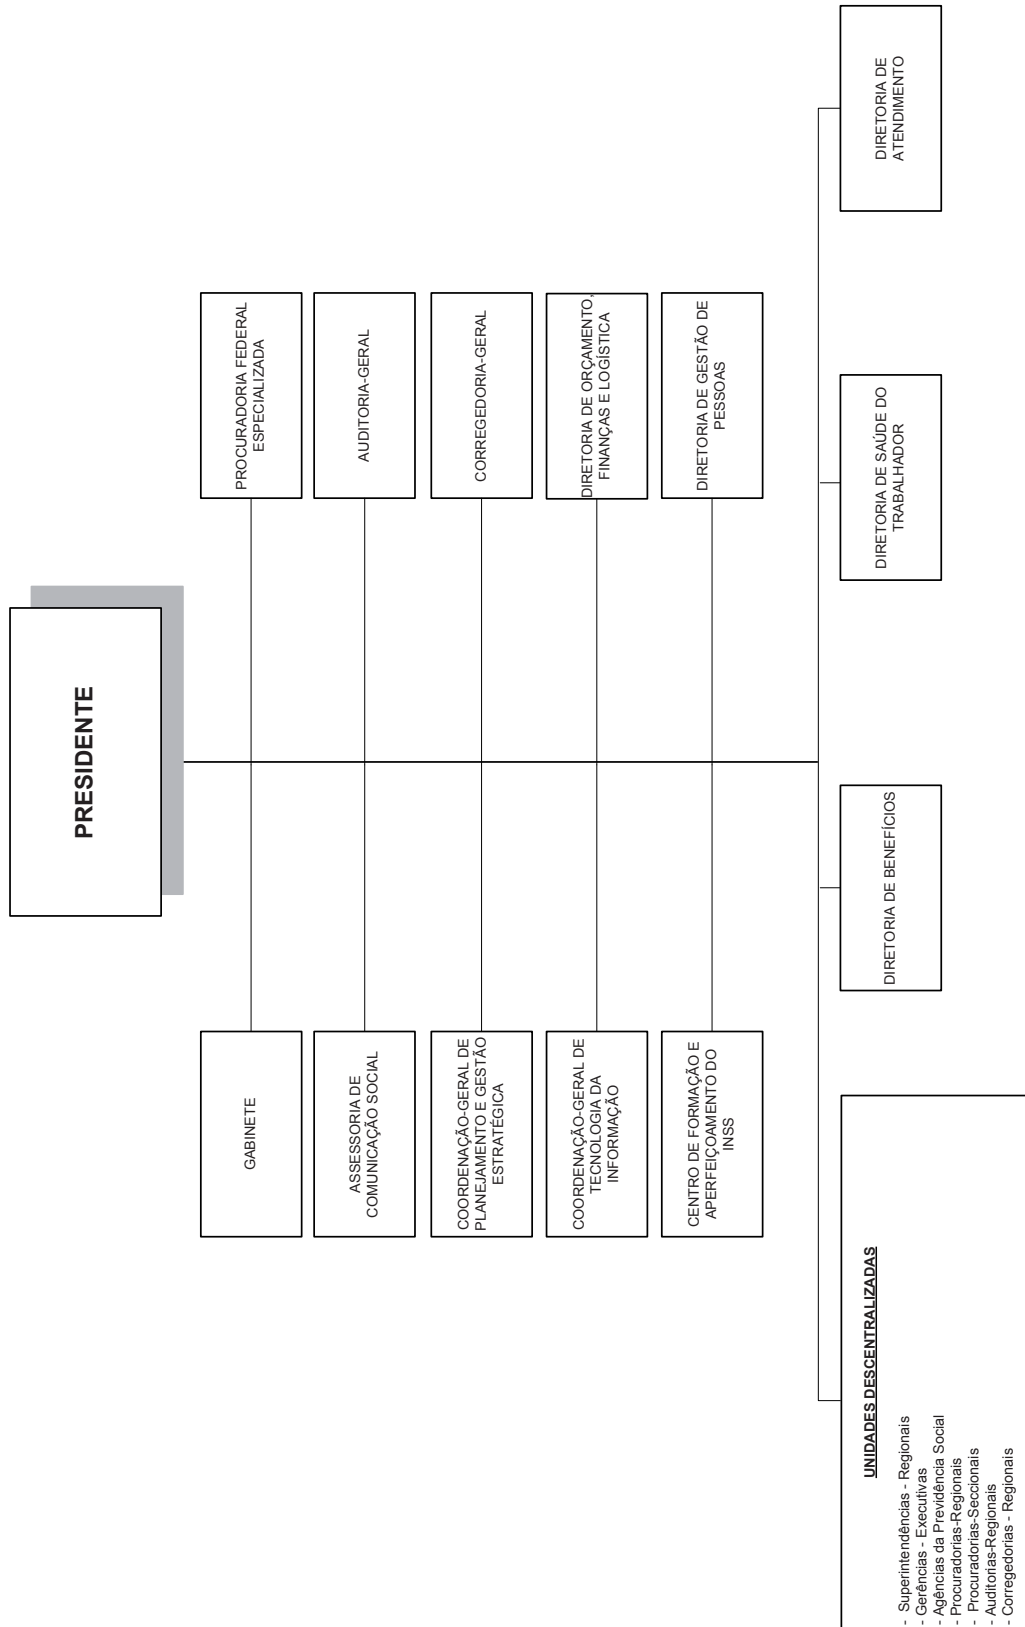 PRESIDENTE
GABINETE
PROCURADORIA FEDERAL
ESPECIALIZADA
ASSESSORIA DE
COMUNICAÇÃO SOCIAL
AUDITORIA-GERAL
COORDENAÇÃO-GERAL DE
PLANEJAMENTO E GESTÃO
ESTRATÉGICA
CORREGEDORIA-GERAL
COORDENAÇÃO-GERAL DE
TECNOLOGIA DA
INFORMAÇÃO
DIRETORIA DE ORÇAMENTO,
FINANÇAS E LOGÍSTICA
CENTRO DE FORMAÇÃO E
APERFEIÇOAMENTO DO
INSS
DIRETORIA DE GESTÃO DE
PESSOAS
UNIDADES DESCENTRALIZADAS
- Superintendências - Regionais
- Gerências - Executivas
- Agências da Previdência Social
- Procuradorias-Regionais
- Procuradorias-Seccionais
- Auditorias-Regionais
- Corregedorias - Regionais
DIRETORIA DE BENEFÍCIOS
DIRETORIA DE SAÚDE DO
TRABALHADOR
DIRETORIA DE
ATENDIMENTO